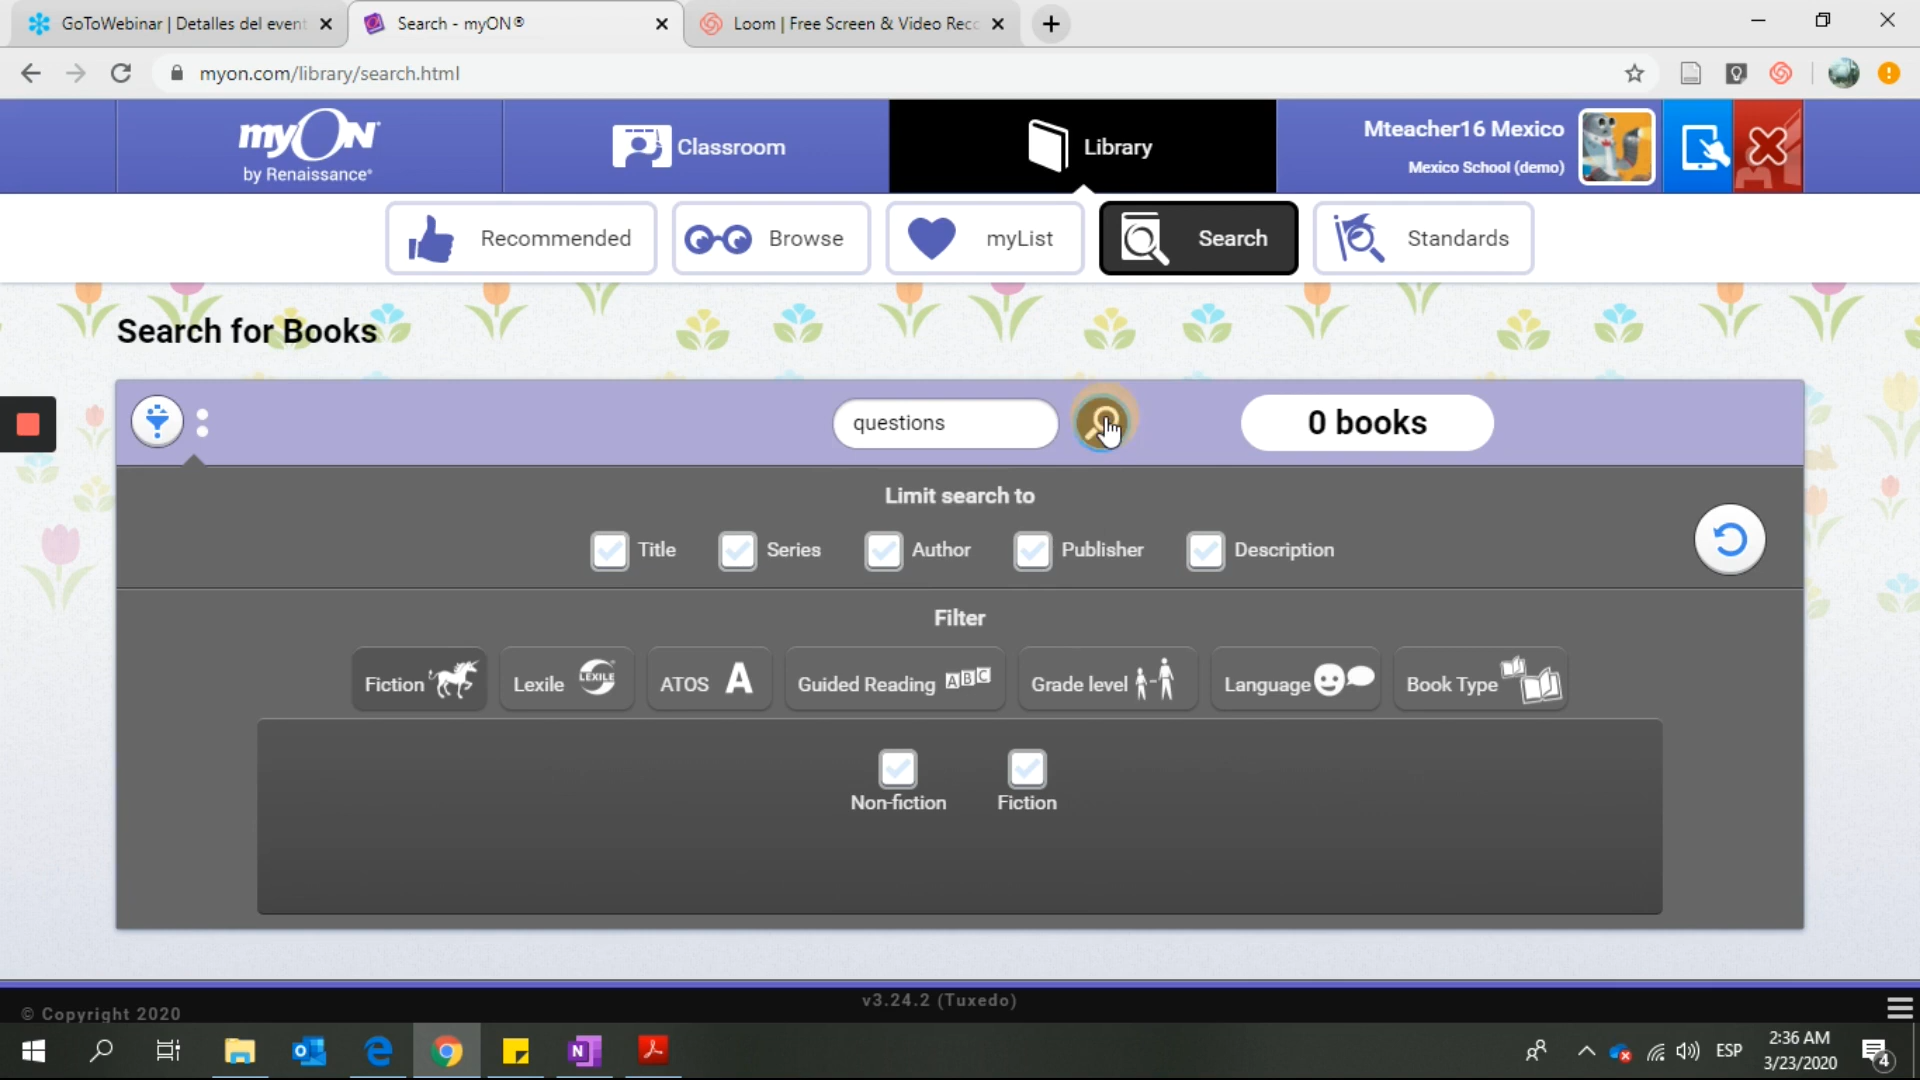 GoToWebinar | Detalles del event
Search - myON®
Loom | Free Screen & Video Rec
myon.com/library/search.html
myON®
by Renaissance®
Classroom
Library
Mteacher16 Mexico
Mexico School (demo)
Recommended
Browse
myList
Search
Standards
Search for Books
questions
0 books
Limit search to
Title
Series
Author
Publisher
Description
Filter
Fiction
Lexile
LEXILE
ATOS A
Guided Reading ABC
Grade level
Language
Book Type
Non-fiction
Fiction
v3.24.2 (Tuxedo)
© Copyright 2020
ESP
2:36 AM
3/23/2020
4